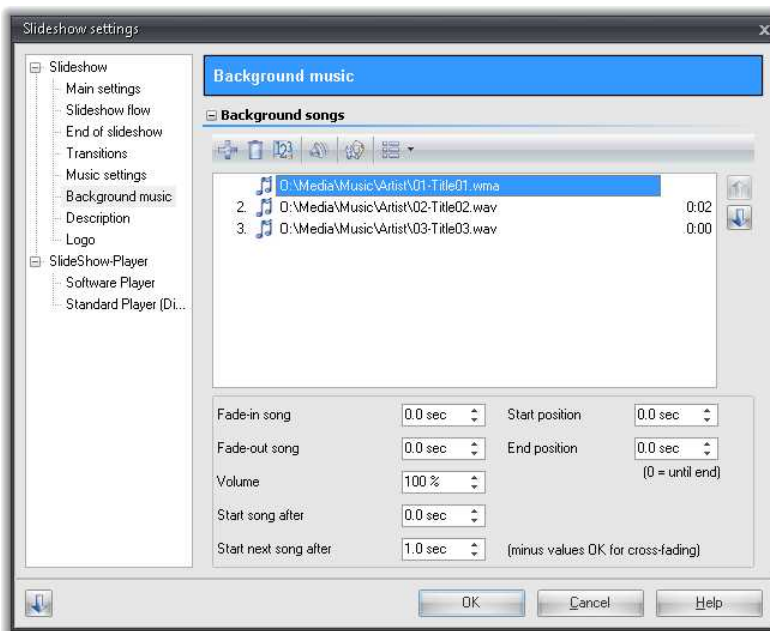 Slideshow settings
x
Slideshow
Main settings
Slideshow flow
End of slideshow
Transitions
Music settings
Background music
Description
Logo
SlideShow-Player
Software Player
Standard Player (Di...
Background music
Background songs
123
O:\Media\Music\Artist\01-Title01.wma
2. O:\Media\Music\Artist\02-Title02.wav 0:02
3. O:\Media\Music\Artist\03-Title03.wav 0:00
Fade-in song 0.0 sec Start position 0.0 sec
Fade-out song 0.0 sec End position 0.0 sec
Volume 100 % (0 = until end)
Start song after 0.0 sec
Start next song after 1.0 sec (minus values OK for cross-fading)
OK Cancel Help